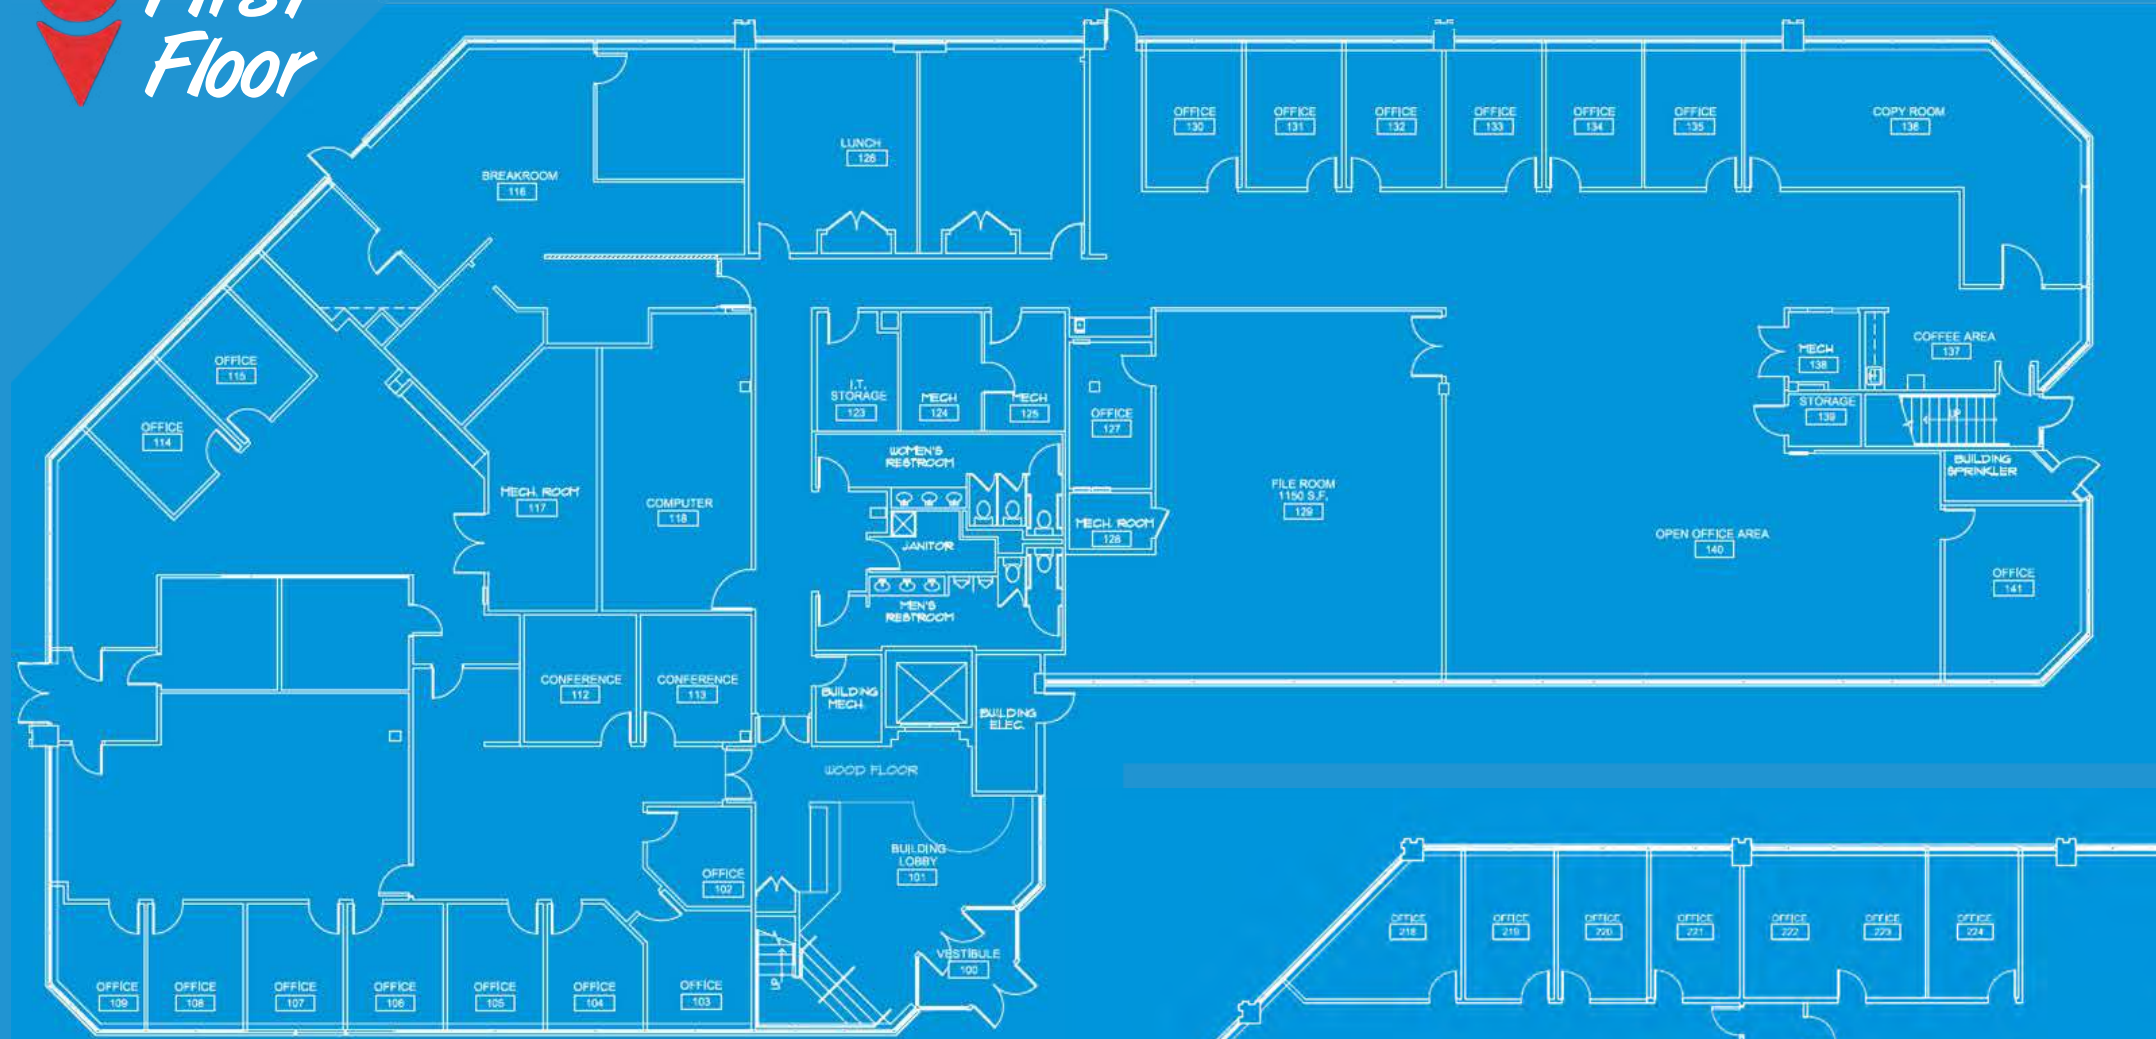 First
Floor
OFFICE
130
OFFICE
131
OFFICE
132
OFFICE
133
OFFICE
134
OFFICE
135
COPY ROOM
136
LUNCH
126
BREAKROOM
116
OFFICE
115
OFFICE
114
I.T.
STORAGE
123
MECH
124
MECH
125
OFFICE
127
MECH
138
COFFEE AREA
137
STORAGE
139
UP
BUILDING
SPRINKLER
WOMEN'S
RESTROOM
MECH. ROOM
117
COMPUTER
118
JANITOR
MECH. ROOM
128
FILE ROOM
1150 S.F.
129
OPEN OFFICE AREA
140
OFFICE
141
MEN'S
RESTROOM
CONFERENCE
112
CONFERENCE
113
BUILDING
MECH.
BUILDING
ELEC.
WOOD FLOOR
BUILDING
LOBBY
101
OFFICE
102
VESTIBULE
100
UP
OFFICE
109
OFFICE
108
OFFICE
107
OFFICE
106
OFFICE
105
OFFICE
104
OFFICE
103
OFFICE
218
OFFICE
219
OFFICE
220
OFFICE
221
OFFICE
222
OFFICE
223
OFFICE
224